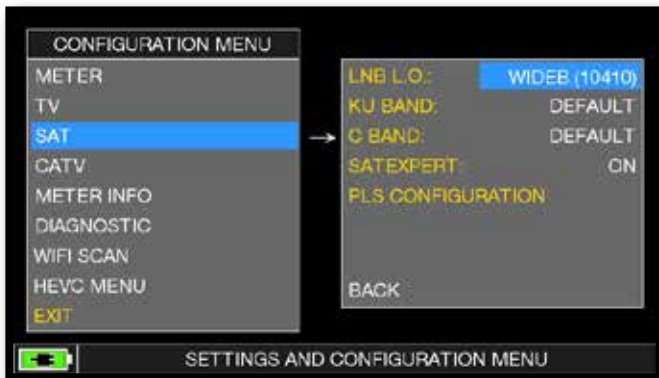 CONFIGURATION MENU
METER
TV
SAT
CATV
METER INFO
DIAGNOSTIC
WIFI SCAN
HEVC MENU
EXIT
LNB L.O.: WIDEB (10410)
KU BAND: DEFAULT
C BAND: DEFAULT
SATEXPERT: ON
PLS CONFIGURATION
BACK
SETTINGS AND CONFIGURATION MENU